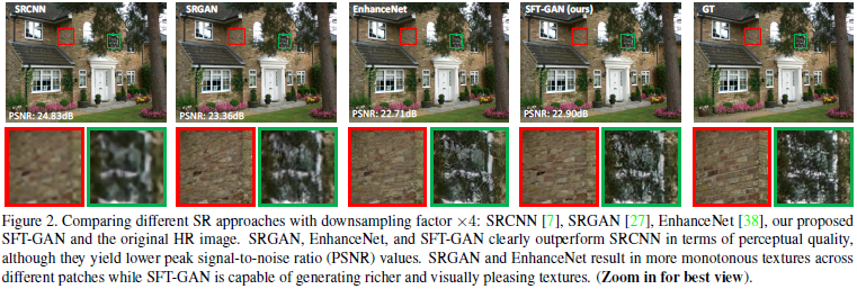 SRCNN SRGAN EnhanceNet SFT-GAN (ours) GT
PSNR: 24.83dB PSNR: 23.36dB PSNR: 22.71dB PSNR: 22.90dB
Figure 2. Comparing different SR approaches with downsampling factor ×4: SRCNN [7], SRGAN [27], EnhanceNet [38], our proposed
SFT-GAN and the original HR image. SRGAN, EnhanceNet, and SFT-GAN clearly outperform SRCNN in terms of perceptual quality,
although they yield lower peak signal-to-noise ratio (PSNR) values. SRGAN and EnhanceNet result in more monotonous textures across
different patches while SFT-GAN is capable of generating richer and visually pleasing textures. (Zoom in for best view).